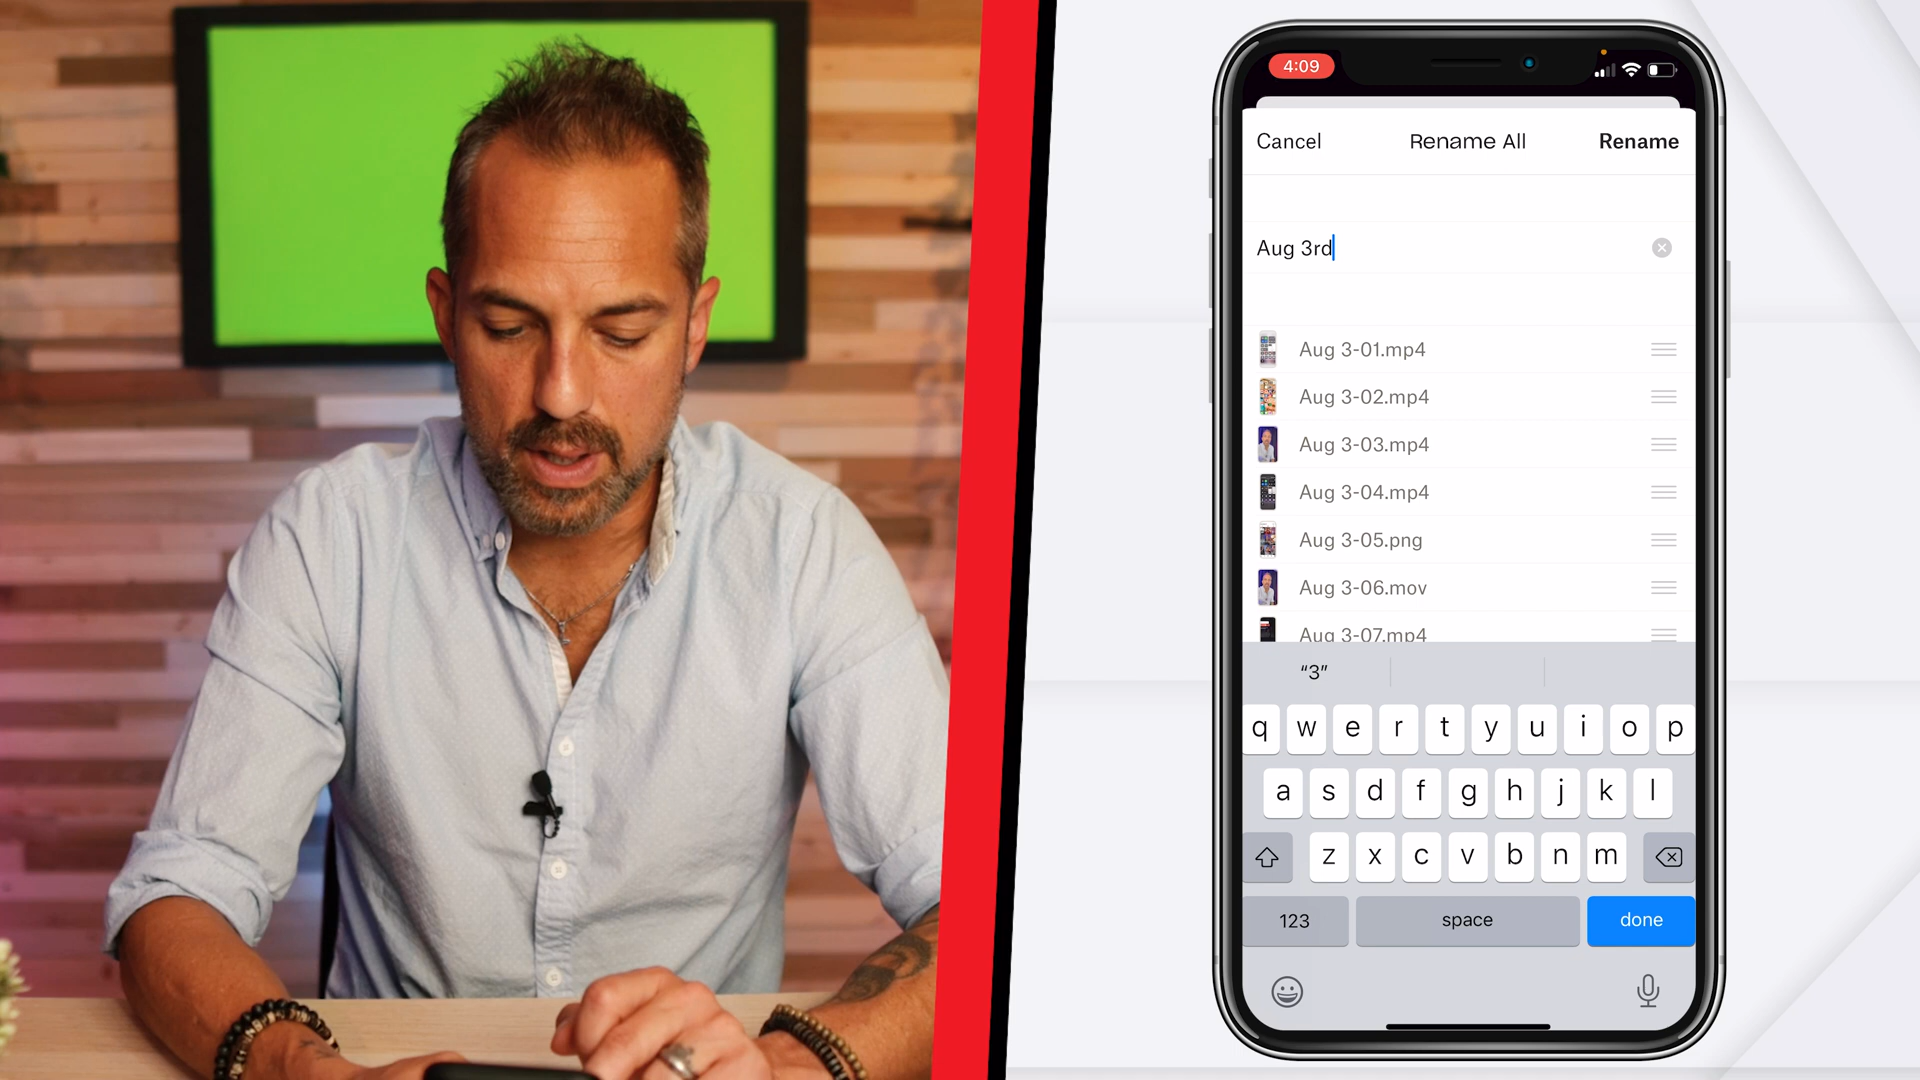 4:09
Cancel Rename All Rename
Aug 3rd
Aug 3-01.mp4
Aug 3-02.mp4
Aug 3-03.mp4
Aug 3-04.mp4
Aug 3-05.png
Aug 3-06.mov
Aug 3-07.mp4
“3”
q w e r t y u i o p
a s d f g h j k l
z x c v b n m
123 space done